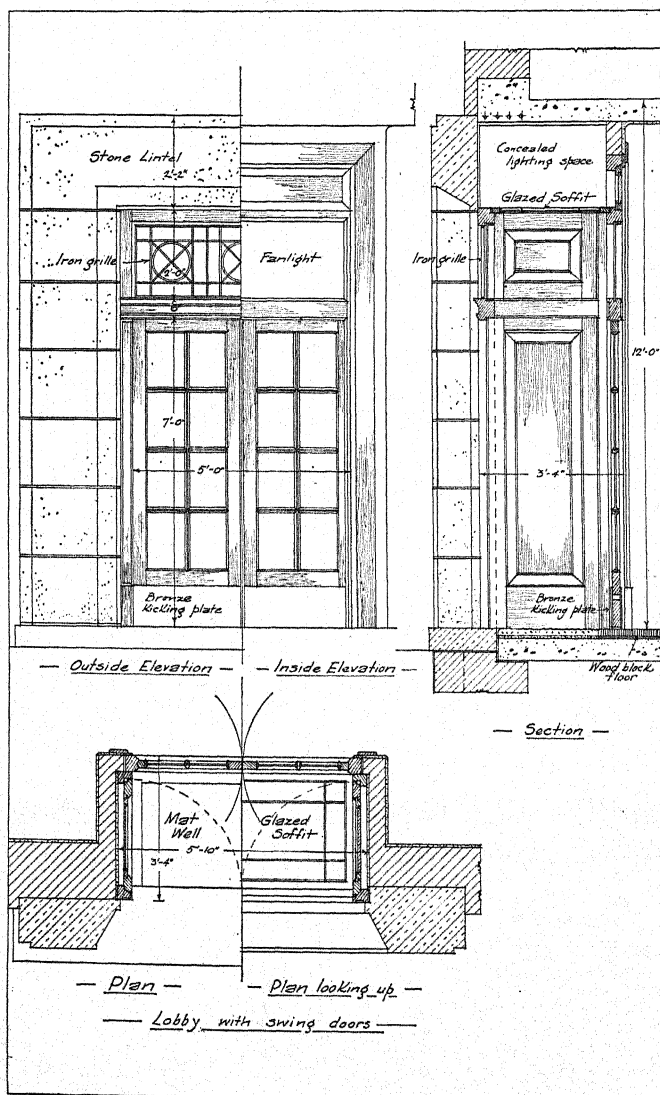 Stone Lintel
2'-2"
Iron grille
2'-0"
Fanlight
6"
7'-0"
5'-0"
Bronze
kicking plate
— Outside Elevation —
— Inside Elevation —
Concealed
lighting space
Glazed Soffit
Iron grille
12'-0"
3'-4"
Bronze
kicking plate
Wood block
floor
— Section —
Mat
Well
Glazed
Soffit
5'-10"
3'-4"
— Plan —
— Plan looking up —
— Lobby with swing doors —